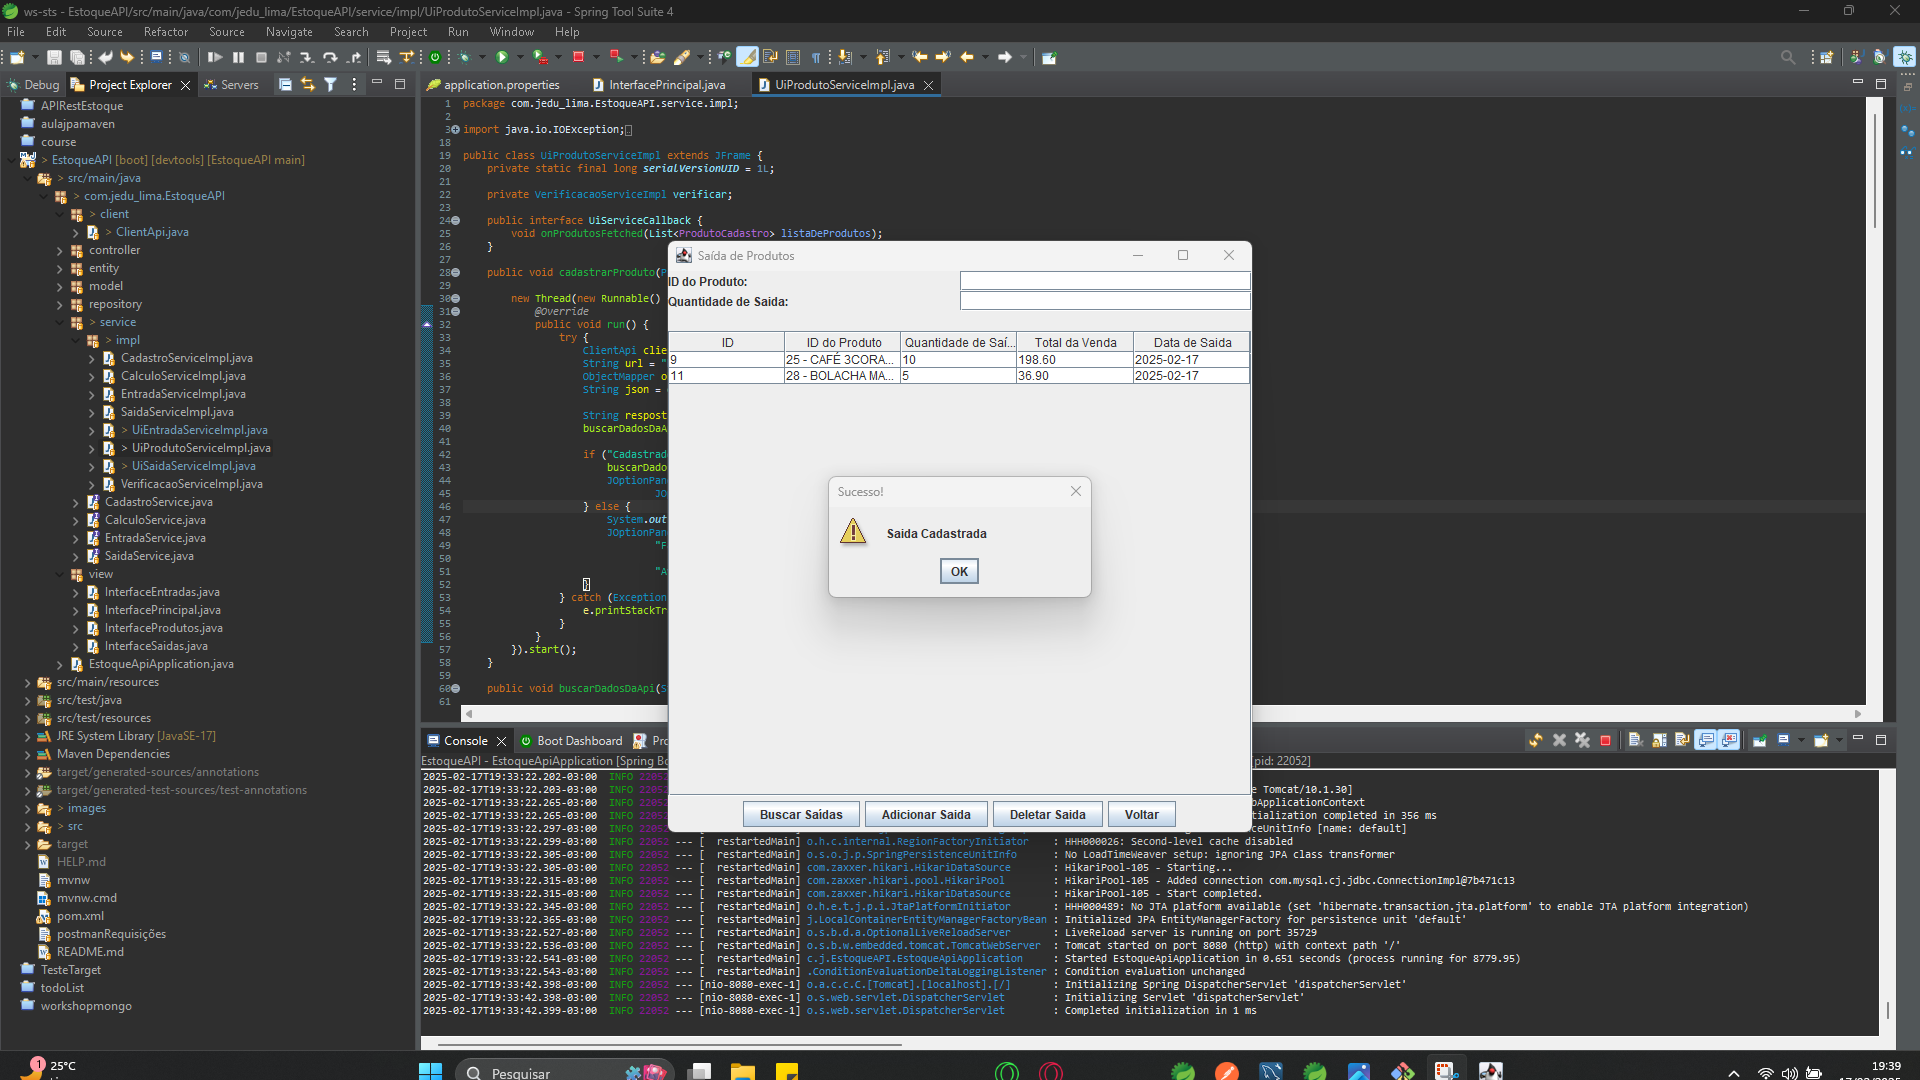 ws-sts - EstoqueAPI/src/main/java/com/jedu_lima/EstoqueAPI/service/impl/UiProdutoServiceImpl.java - Spring Tool Suite 4
File Edit Source Refactor Source Navigate Search Project Run Window Help
Debug Project Explorer Servers
application.properties InterfacePrincipal.java UiProdutoServiceImpl.java
APIRestEstoque
aulajpamaven
course
> EstoqueAPI [boot] [devtools] [EstoqueAPI main]
> src/main/java
> com.jedu_lima.EstoqueAPI
> client
> ClientApi.java
controller
entity
model
repository
> service
> impl
CadastroServiceImpl.java
CalculoServiceImpl.java
EntradaServiceImpl.java
SaidaServiceImpl.java
> UiEntradaServiceImpl.java
> UiProdutoServiceImpl.java
> UiSaidaServiceImpl.java
VerificacaoServiceImpl.java
CadastroService.java
CalculoService.java
EntradaService.java
SaidaService.java
view
InterfaceEntradas.java
InterfacePrincipal.java
InterfaceProdutos.java
InterfaceSaidas.java
EstoqueApiApplication.java
src/main/resources
src/test/java
src/test/resources
JRE System Library [JavaSE-17]
Maven Dependencies
target/generated-sources/annotations
target/generated-test-sources/test-annotations
> images
> src
target
HELP.md
mvnw
mvnw.cmd
pom.xml
postmanRequisições
README.md
TesteTarget
todoList
workshopmongo
1 package com.jedu_lima.EstoqueAPI.service.impl;
2
3 import java.io.IOException;
18
19 public class UiProdutoServiceImpl extends JFrame {
20 private static final long serialVersionUID = 1L;
21
22 private VerificacaoServiceImpl verificar;
23
24 public interface UiServiceCallback {
25 void onProdutosFetched(List<ProdutoCadastro> listaDeProdutos);
26 }
27
28 public void cadastrarProduto(P
29
30 new Thread(new Runnable()
31 @Override
32 public void run() {
33 try {
34 ClientApi clie
35 String url = "
36 ObjectMapper o
37 String json =
38
39 String respost
40 buscarDadosDaA
41
42 if ("Cadastrad
43 buscarDado
44 JOptionPan
45 JO
46 } else {
47 System.out
48 JOptionPan
49 "F
50
51 "A
52 }
53 } catch (Exception
54 e.printStackTr
55 }
56 }
57 }).start();
58 }
59
60 public void buscarDadosDaApi(S
61
Saída de Produtos
ID do Produto:
Quantidade de Saida:
ID ID do Produto Quantidade de Saí... Total da Venda Data de Saida
9 25 - CAFÉ 3CORA... 10 198.60 2025-02-17
11 28 - BOLACHA MA... 5 36.90 2025-02-17
Sucesso!
Saida Cadastrada
OK
Buscar Saídas Adicionar Saida Deletar Saida Voltar
Console Boot Dashboard Pr
EstoqueAPI - EstoqueApiApplication [Spring Bo pid: 22052]
2025-02-17T19:33:22.202-03:00 INFO 2205
2025-02-17T19:33:22.203-03:00 INFO 2205 e Tomcat/10.1.30]
2025-02-17T19:33:22.265-03:00 INFO 2205 bApplicationContext
2025-02-17T19:33:22.265-03:00 INFO 2205 tialization completed in 356 ms
2025-02-17T19:33:22.297-03:00 INFO 2205 ceUnitInfo [name: default]
2025-02-17T19:33:22.299-03:00 INFO 22052 --- [ restartedMain] o.h.c.internal.RegionFactoryInitiator : HHH000026: Second-level cache disabled
2025-02-17T19:33:22.305-03:00 INFO 22052 --- [ restartedMain] o.s.o.j.p.SpringPersistenceUnitInfo : No LoadTimeWeaver setup: ignoring JPA class transformer
2025-02-17T19:33:22.305-03:00 INFO 22052 --- [ restartedMain] com.zaxxer.hikari.HikariDataSource : HikariPool-105 - Starting...
2025-02-17T19:33:22.315-03:00 INFO 22052 --- [ restartedMain] com.zaxxer.hikari.pool.HikariPool : HikariPool-105 - Added connection com.mysql.cj.jdbc.ConnectionImpl@7b471c13
2025-02-17T19:33:22.315-03:00 INFO 22052 --- [ restartedMain] com.zaxxer.hikari.HikariDataSource : HikariPool-105 - Start completed.
2025-02-17T19:33:22.345-03:00 INFO 22052 --- [ restartedMain] o.h.e.t.j.p.i.JtaPlatformInitiator : HHH000489: No JTA platform available (set 'hibernate.transaction.jta.platform' to enable JTA platform integration)
2025-02-17T19:33:22.365-03:00 INFO 22052 --- [ restartedMain] j.LocalContainerEntityManagerFactoryBean : Initialized JPA EntityManagerFactory for persistence unit 'default'
2025-02-17T19:33:22.527-03:00 INFO 22052 --- [ restartedMain] o.s.b.d.a.OptionalLiveReloadServer : LiveReload server is running on port 35729
2025-02-17T19:33:22.536-03:00 INFO 22052 --- [ restartedMain] o.s.b.w.embedded.tomcat.TomcatWebServer : Tomcat started on port 8080 (http) with context path '/'
2025-02-17T19:33:22.541-03:00 INFO 22052 --- [ restartedMain] c.j.EstoqueAPI.EstoqueApiApplication : Started EstoqueApiApplication in 0.651 seconds (process running for 8779.95)
2025-02-17T19:33:22.543-03:00 INFO 22052 --- [ restartedMain] .ConditionEvaluationDeltaLoggingListener : Condition evaluation unchanged
2025-02-17T19:33:42.398-03:00 INFO 22052 --- [nio-8080-exec-1] o.a.c.c.C.[Tomcat].[localhost].[/] : Initializing Spring DispatcherServlet 'dispatcherServlet'
2025-02-17T19:33:42.398-03:00 INFO 22052 --- [nio-8080-exec-1] o.s.web.servlet.DispatcherServlet : Initializing Servlet 'dispatcherServlet'
2025-02-17T19:33:42.399-03:00 INFO 22052 --- [nio-8080-exec-1] o.s.web.servlet.DispatcherServlet : Completed initialization in 1 ms
1
25°C
Pesquisar
19:39